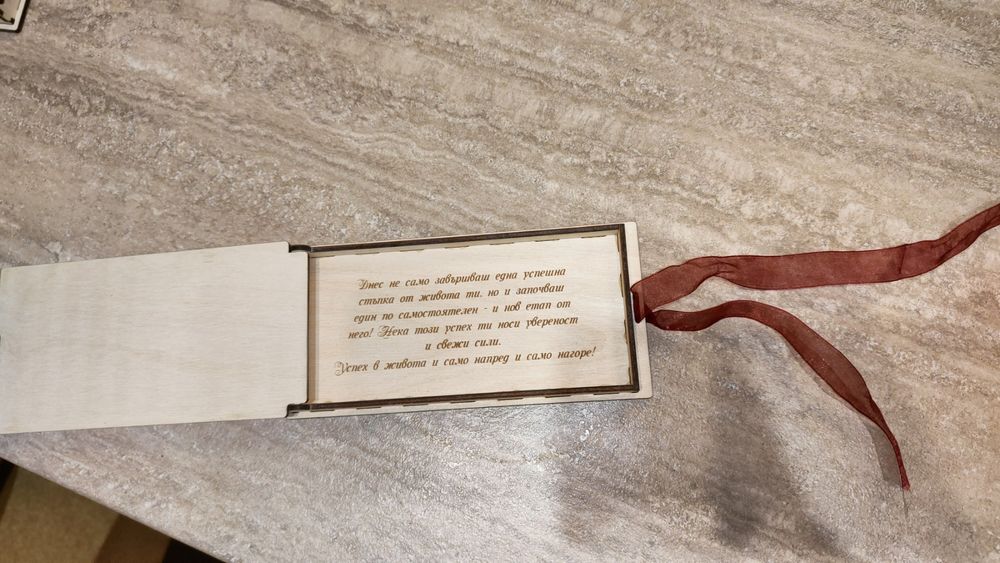 Днес не само завършваш една успешна
стъпка от живота ти, но и започваш
един по самостоятелен - и нов етап от
него! Нека този успех ти носи увереност
и свежи сили.
Успех в живота и само напред и само нагоре!